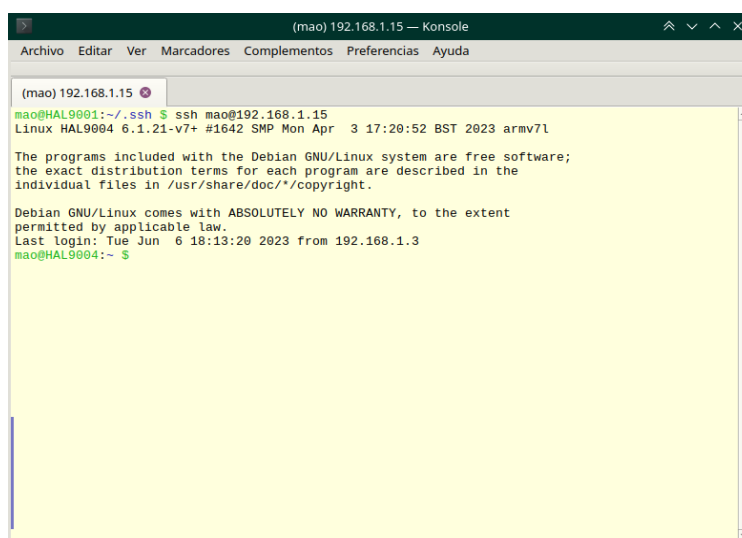 (mao) 192.168.1.15 — Konsole
Archivo Editar Ver Marcadores Complementos Preferencias Ayuda
(mao) 192.168.1.15
mao@HAL9001:~/.ssh $ ssh mao@192.168.1.15
Linux HAL9004 6.1.21-v7+ #1642 SMP Mon Apr  3 17:20:52 BST 2023 armv7l
The programs included with the Debian GNU/Linux system are free software;
the exact distribution terms for each program are described in the
individual files in /usr/share/doc/*/copyright.
Debian GNU/Linux comes with ABSOLUTELY NO WARRANTY, to the extent
permitted by applicable law.
Last login: Tue Jun  6 18:13:20 2023 from 192.168.1.3
mao@HAL9004:~ $